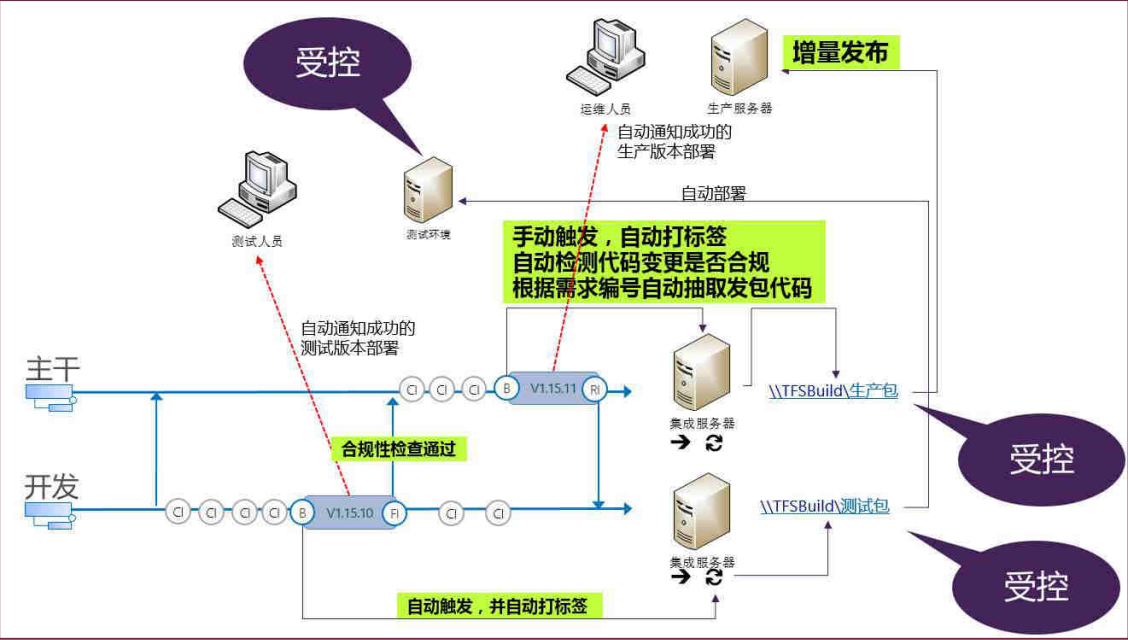 受控
增量发布
运维人员
生产服务器
自动通知成功的
生产版本部署
自动部署
测试人员
测试环境
手动触发，自动打标签
自动检测代码变更是否合规
根据需求编号自动抽取发包代码
自动通知成功的
测试版本部署
主干
CI
CI
CI
B
V1.15.11
RI
集成服务器
\\TFSBuild\生产包
受控
合规性检查通过
开发
CI
CI
CI
CI
B
V1.15.10
FI
CI
CI
集成服务器
\\TFSBuild\测试包
受控
自动触发，并自动打标签